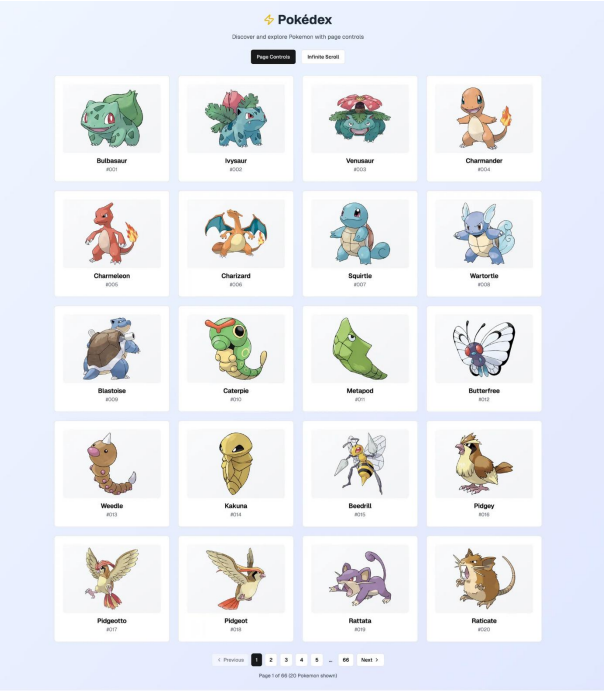 Pokédex
Discover and explore Pokemon with page controls
Page Controls
Infinite Scroll
Bulbasaur
#001
Ivysaur
#002
Venusaur
#003
Charmander
#004
Charmeleon
#005
Charizard
#006
Squirtle
#007
Wartortle
#008
Blastoise
#009
Caterpie
#010
Metapod
#011
Butterfree
#012
Weedle
#013
Kakuna
#014
Beedrill
#015
Pidgey
#016
Pidgeotto
#017
Pidgeot
#018
Rattata
#019
Raticate
#020
‹ Previous 1 2 3 4 5 ... 66 Next ›
Page 1 of 66 (20 Pokemon shown)